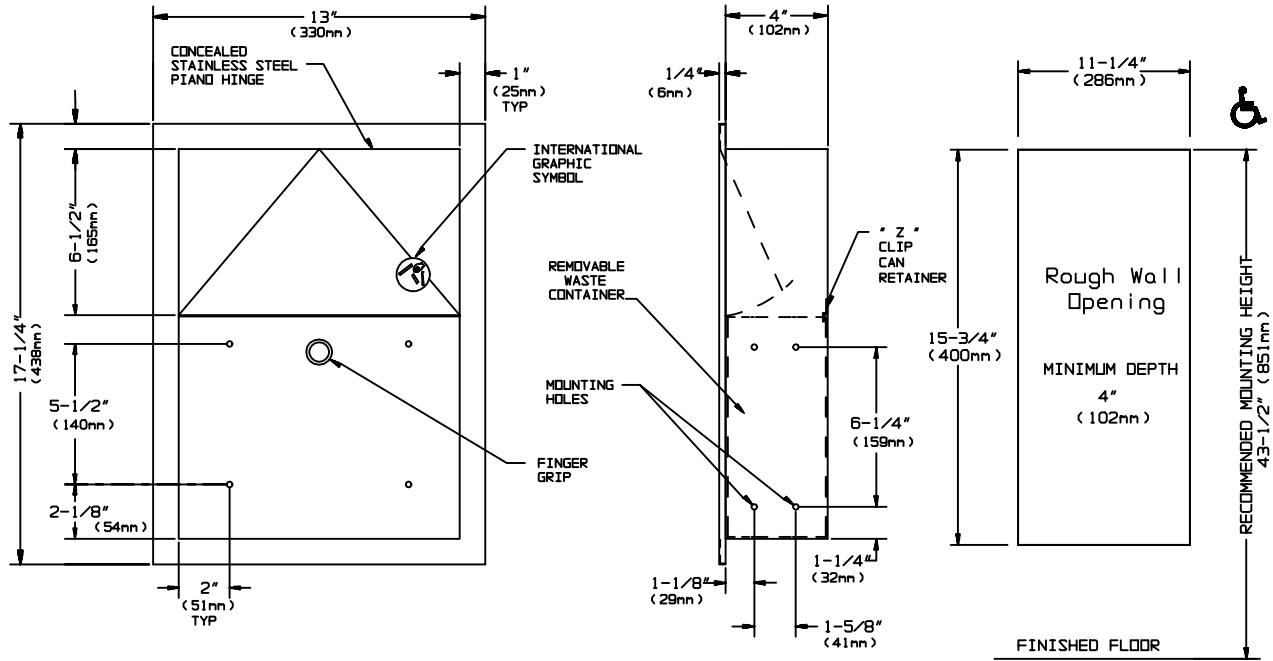 13"
(330mm)
CONCEALED
STAINLESS STEEL
PIANO HINGE
1"
(25mm)
TYP
INTERNATIONAL
GRAPHIC
SYMBOL
6-1/2"
(165mm)
17-1/4"
(438mm)
5-1/2"
(140mm)
2-1/8"
(54mm)
2"
(51mm)
TYP
FINGER
GRIP
4"
(102mm)
1/4"
(6mm)
" Z "
CLIP
CAN
RETAINER
REMOVABLE
WASTE
CONTAINER
MOUNTING
HOLES
6-1/4"
(159mm)
1-1/4"
(32mm)
1-1/8"
(29mm)
1-5/8"
(41mm)
11-1/4"
(286mm)
15-3/4"
(400mm)
Rough Wall
Opening
MINIMUM DEPTH
4"
(102mm)
RECOMMENDED MOUNTING HEIGHT
43-1/2" (851mm)
FINISHED FLOOR